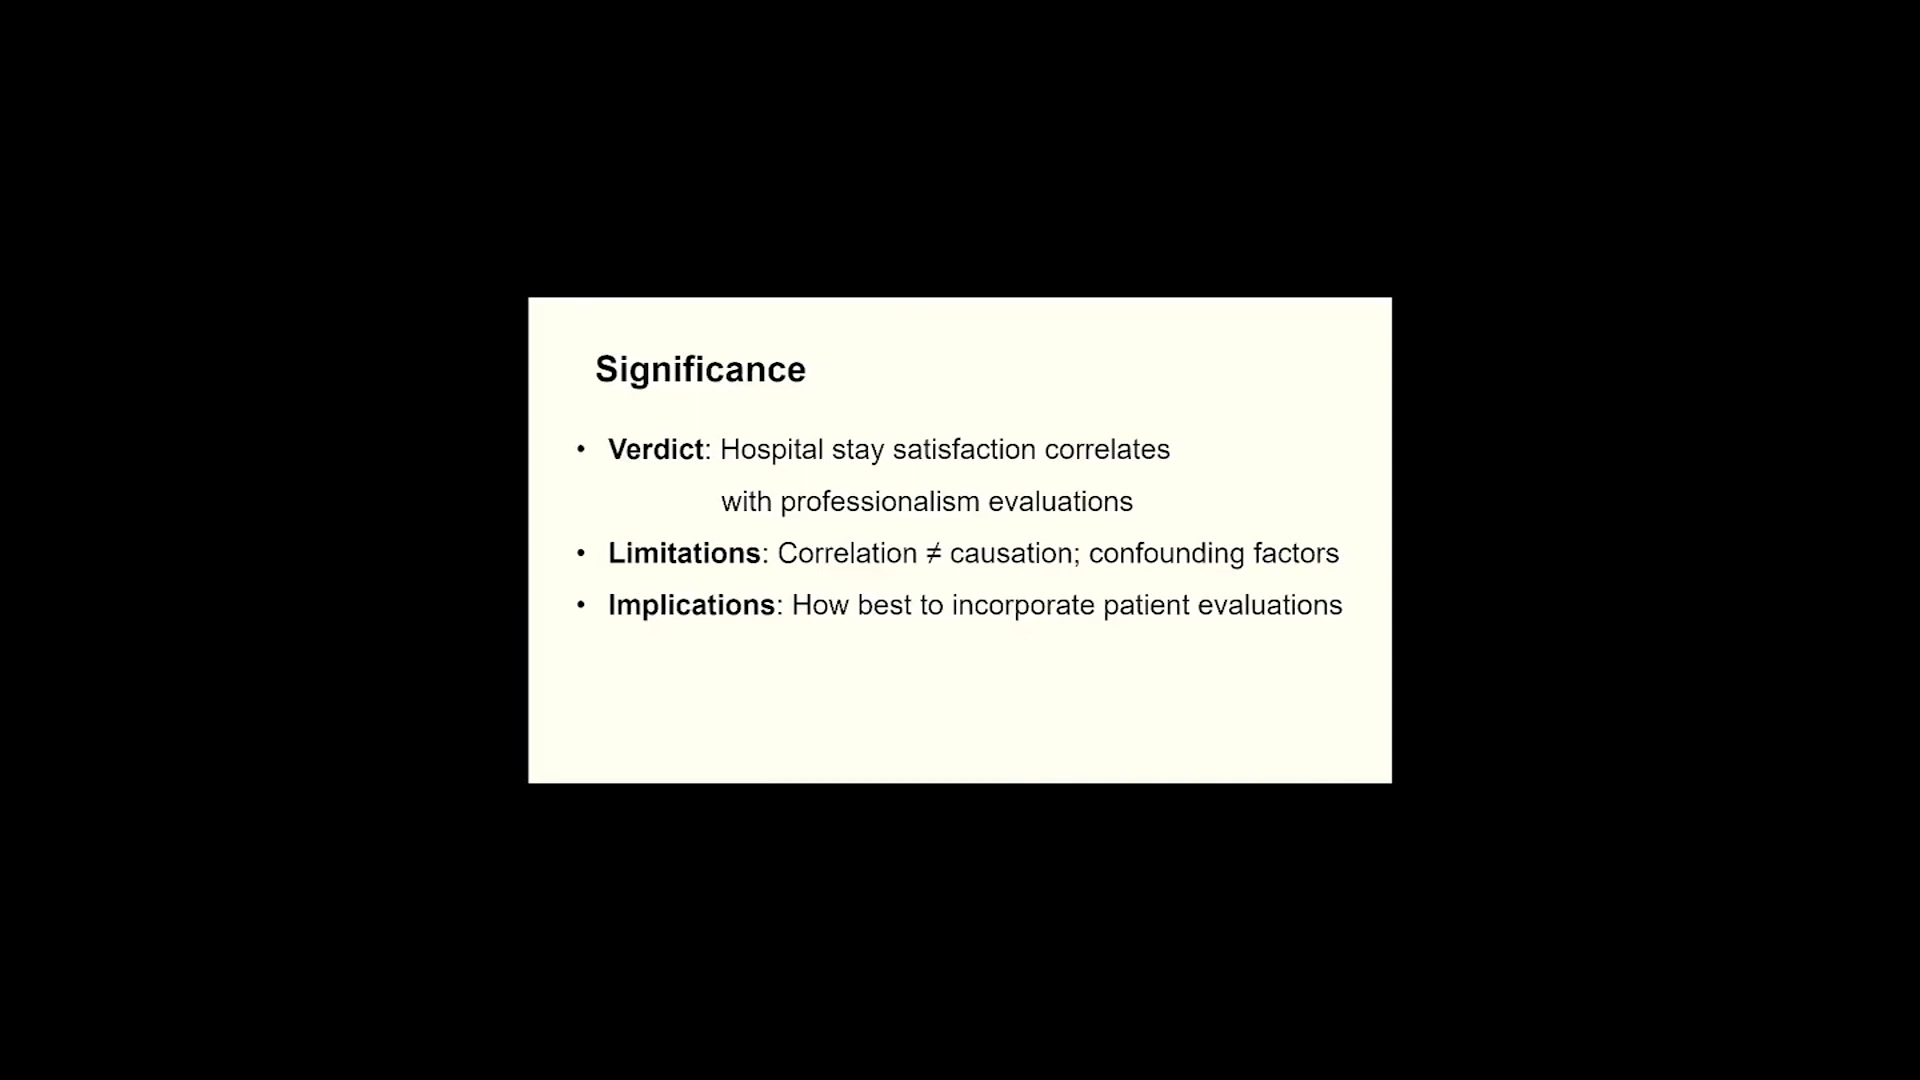 Significance
• Verdict: Hospital stay satisfaction correlates
with professionalism evaluations
• Limitations: Correlation ≠ causation; confounding factors
• Implications: How best to incorporate patient evaluations